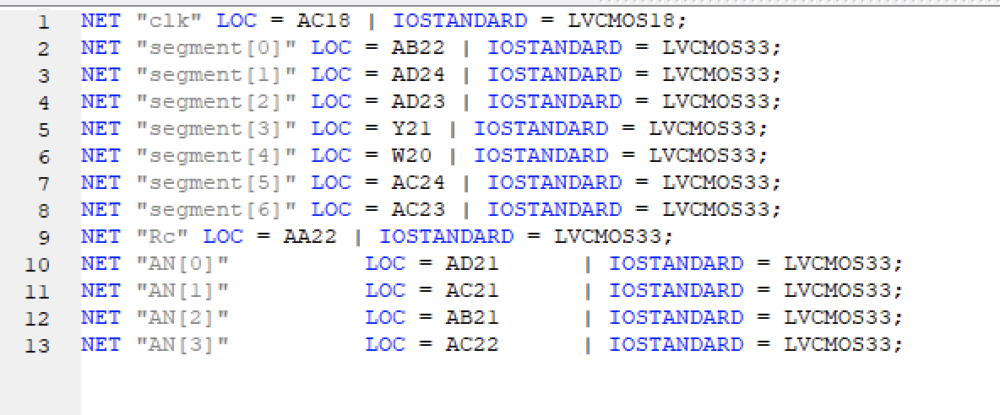 1 NET "clk" LOC = AC18 | IOSTANDARD = LVCMOS18;
2 NET "segment[0]" LOC = AB22 | IOSTANDARD = LVCMOS33;
3 NET "segment[1]" LOC = AD24 | IOSTANDARD = LVCMOS33;
4 NET "segment[2]" LOC = AD23 | IOSTANDARD = LVCMOS33;
5 NET "segment[3]" LOC = Y21 | IOSTANDARD = LVCMOS33;
6 NET "segment[4]" LOC = W20 | IOSTANDARD = LVCMOS33;
7 NET "segment[5]" LOC = AC24 | IOSTANDARD = LVCMOS33;
8 NET "segment[6]" LOC = AC23 | IOSTANDARD = LVCMOS33;
9 NET "Rc" LOC = AA22 | IOSTANDARD = LVCMOS33;
10 NET "AN[0]" LOC = AD21 | IOSTANDARD = LVCMOS33;
11 NET "AN[1]" LOC = AC21 | IOSTANDARD = LVCMOS33;
12 NET "AN[2]" LOC = AB21 | IOSTANDARD = LVCMOS33;
13 NET "AN[3]" LOC = AC22 | IOSTANDARD = LVCMOS33;